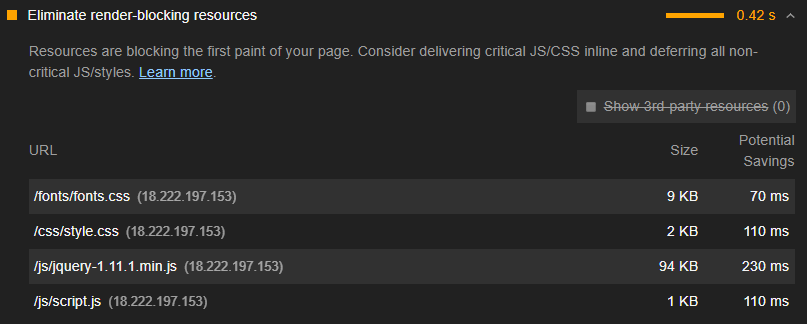 Eliminate render-blocking resources 0.42 s
Resources are blocking the first paint of your page. Consider delivering critical JS/CSS inline and deferring all non-
critical JS/styles. Learn more.
Show 3rd-party resources (0)
URL Size Potential Savings
/fonts/fonts.css (18.222.197.153) 9 KB 70 ms
/css/style.css (18.222.197.153) 2 KB 110 ms
/js/jquery-1.11.1.min.js (18.222.197.153) 94 KB 230 ms
/js/script.js (18.222.197.153) 1 KB 110 ms